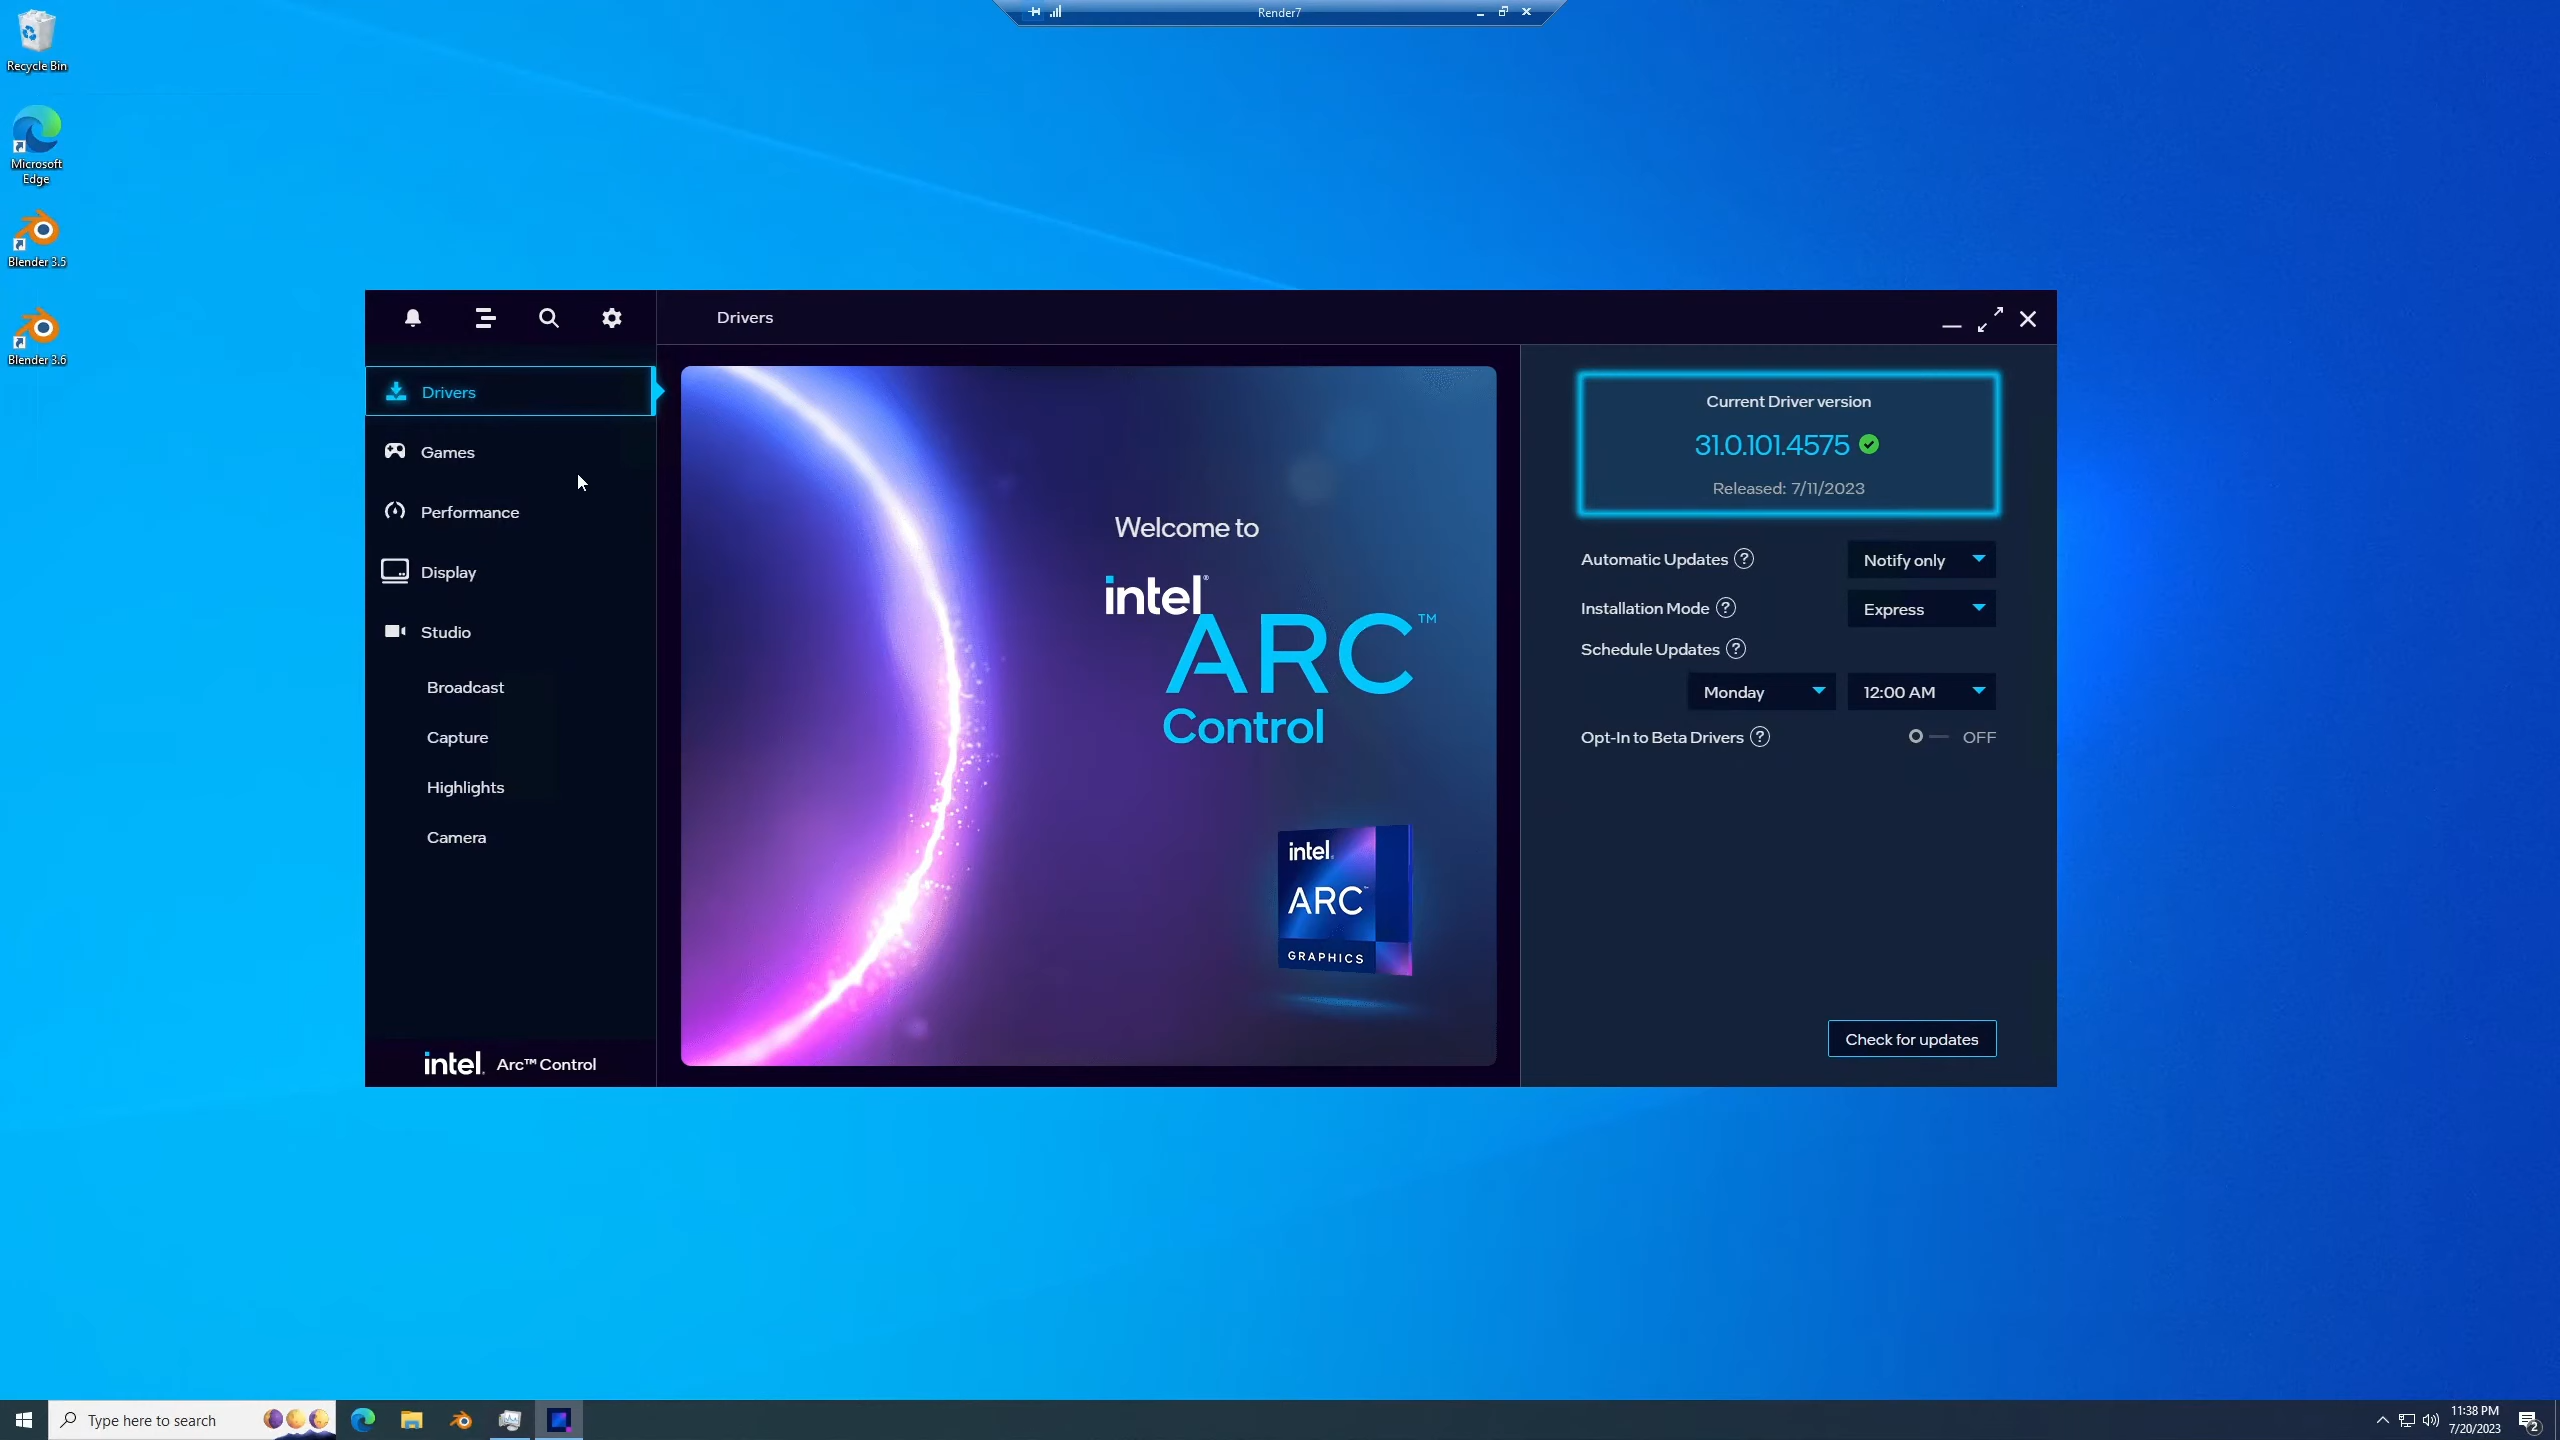 Render7
Recycle Bin
Microsoft
Edge
Blender 3.5
Blender 3.6
Drivers
Drivers
Games
Performance
Display
Studio
Broadcast
Capture
Highlights
Camera
intel. Arc™ Control
Welcome to
intel®
ARC™
Control
intel.
ARC™
GRAPHICS
Current Driver version
31.0.101.4575
Released: 7/11/2023
Automatic Updates ? Notify only
Installation Mode ? Express
Schedule Updates ?
Monday 12:00 AM
Opt-In to Beta Drivers ? OFF
Check for updates
Type here to search
11:38 PM
7/20/2023
2